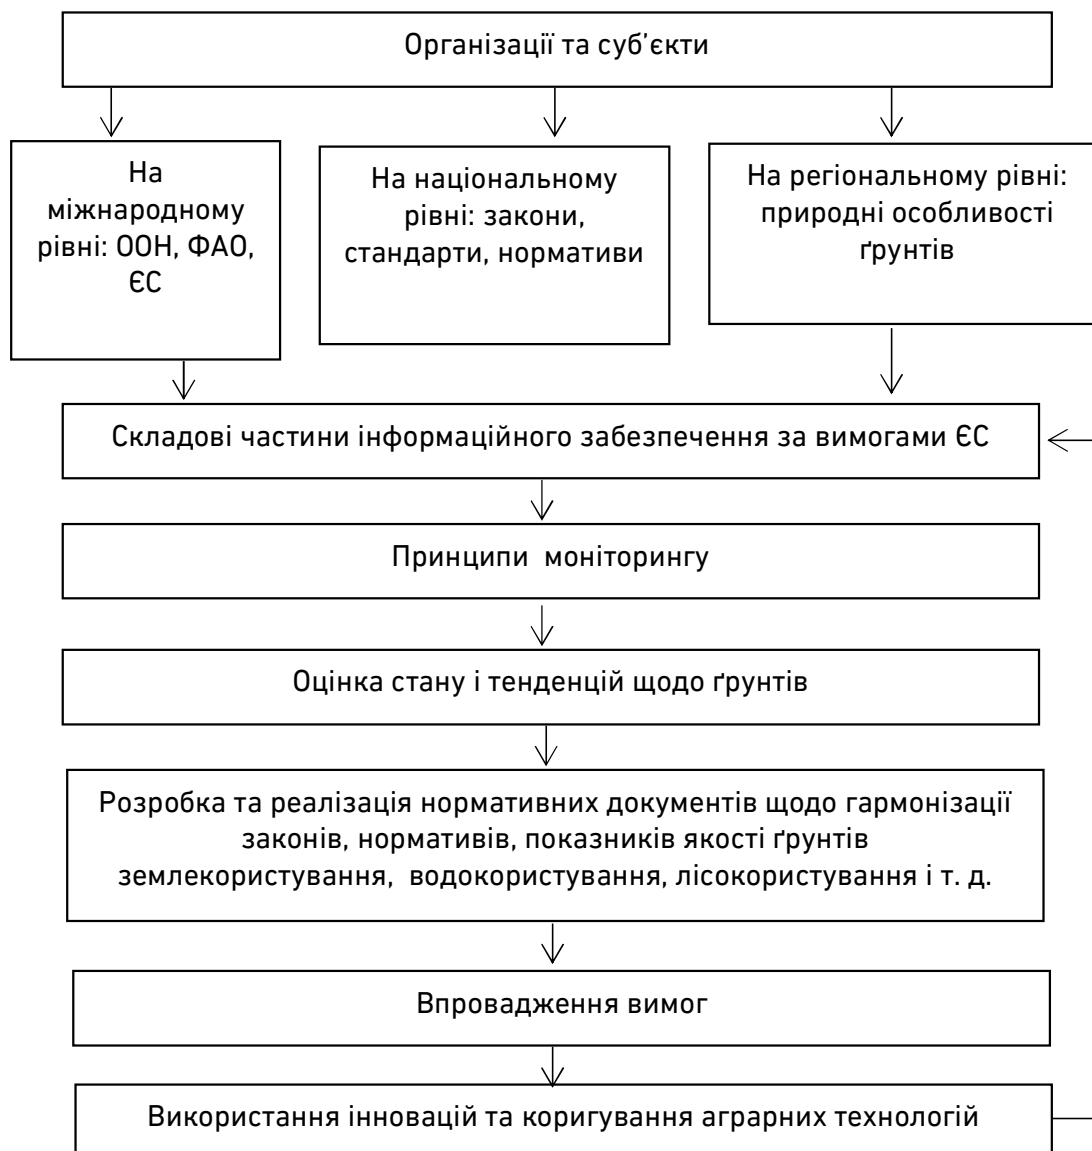 Організації та суб’єкти
На
міжнародному
рівні: ООН, ФАО,
ЄС
На національному
рівні: закони,
стандарти, нормативи
На регіональному рівні:
природні особливості
ґрунтів
Складові частини інформаційного забезпечення за вимогами ЄС
Принципи моніторингу
Оцінка стану і тенденцій щодо ґрунтів
Розробка та реалізація нормативних документів щодо гармонізації
законів, нормативів, показників якості ґрунтів
землекористування, водокористування, лісокористування і т. д.
Впровадження вимог
Використання інновацій та коригування аграрних технологій